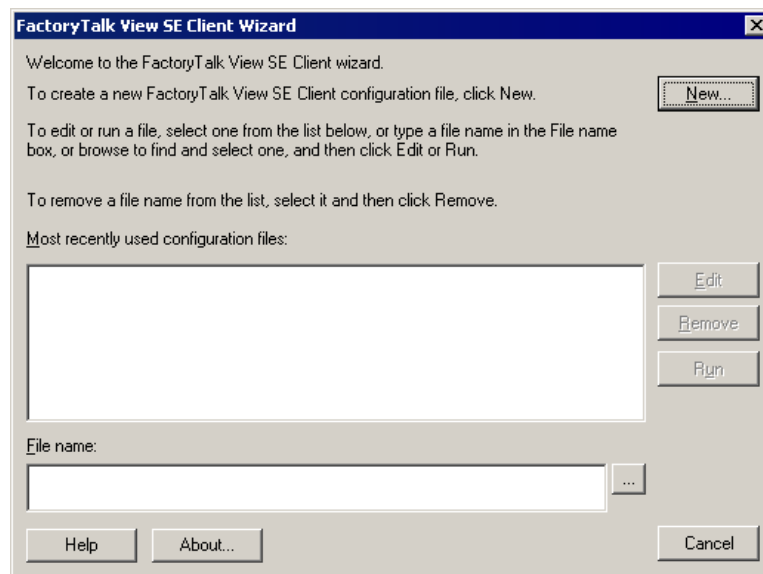 FactoryTalk View SE Client Wizard
Welcome to the FactoryTalk View SE Client wizard.
To create a new FactoryTalk View SE Client configuration file, click New.
New...
To edit or run a file, select one from the list below, or type a file name in the File name
box, or browse to find and select one, and then click Edit or Run.
To remove a file name from the list, select it and then click Remove.
Most recently used configuration files:
Edit
Remove
Run
File name:
...
Help
About...
Cancel